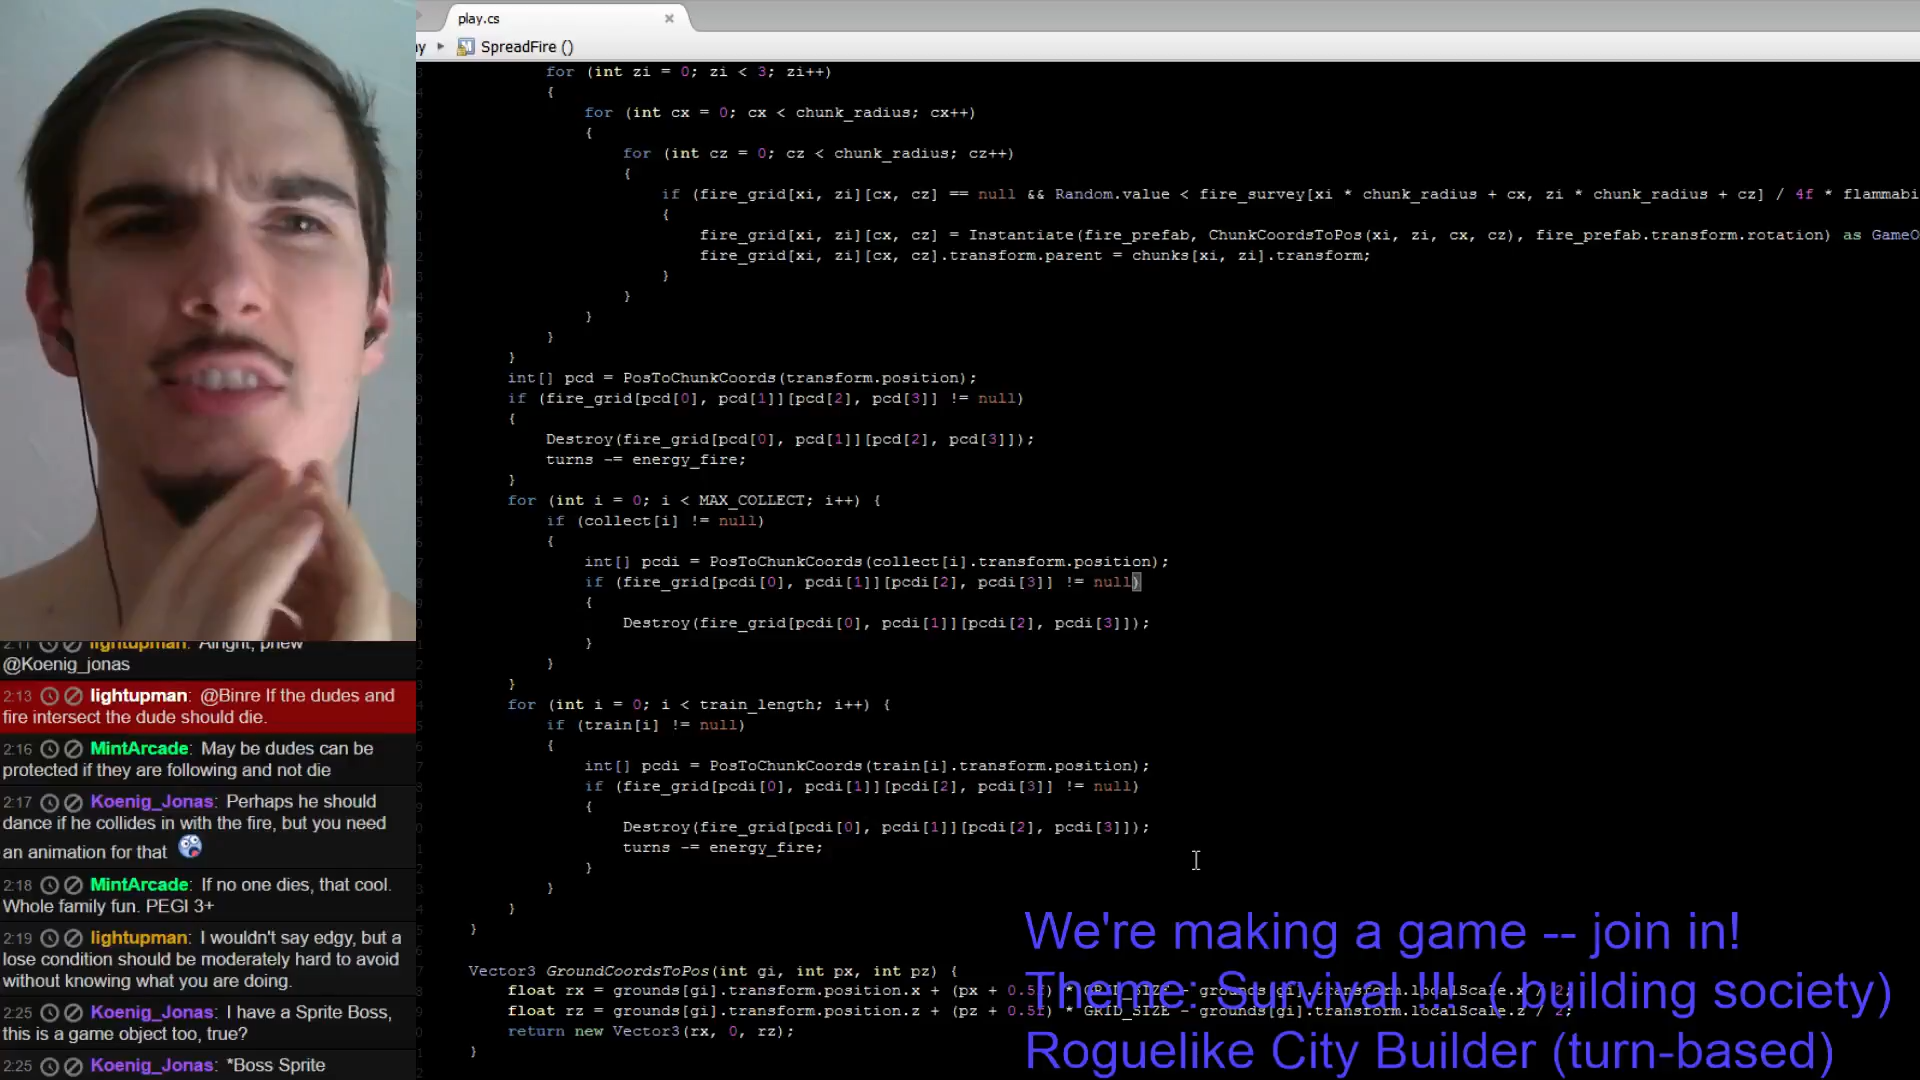 play.cs
ay ▸ SpreadFire ()
for (int zi = 0; zi < 3; zi++)
{
for (int cx = 0; cx < chunk_radius; cx++)
{
for (int cz = 0; cz < chunk_radius; cz++)
{
if (fire_grid[xi, zi][cx, cz] == null && Random.value < fire_survey[xi * chunk_radius + cx, zi * chunk_radius + cz] / 4f * flammabi
{
fire_grid[xi, zi][cx, cz] = Instantiate(fire_prefab, ChunkCoordsToPos(xi, zi, cx, cz), fire_prefab.transform.rotation) as GameO
fire_grid[xi, zi][cx, cz].transform.parent = chunks[xi, zi].transform;
}
}
}
}
}
int[] pcd = PosToChunkCoords(transform.position);
if (fire_grid[pcd[0], pcd[1]][pcd[2], pcd[3]] != null)
{
Destroy(fire_grid[pcd[0], pcd[1]][pcd[2], pcd[3]]);
turns -= energy_fire;
}
for (int i = 0; i < MAX_COLLECT; i++) {
if (collect[i] != null)
{
int[] pcdi = PosToChunkCoords(collect[i].transform.position);
if (fire_grid[pcdi[0], pcdi[1]][pcdi[2], pcdi[3]] != null)
{
Destroy(fire_grid[pcdi[0], pcdi[1]][pcdi[2], pcdi[3]]);
}
}
}
for (int i = 0; i < train_length; i++) {
if (train[i] != null)
{
int[] pcdi = PosToChunkCoords(train[i].transform.position);
if (fire_grid[pcdi[0], pcdi[1]][pcdi[2], pcdi[3]] != null)
{
Destroy(fire_grid[pcdi[0], pcdi[1]][pcdi[2], pcdi[3]]);
turns -= energy_fire;
}
}
}
}
Vector3 GroundCoordsToPos(int gi, int px, int pz) {
float rx = grounds[gi].transform.position.x + (px + 0.5f) * GRID_SIZE - grounds[gi].transform.localScale.x / 2;
float rz = grounds[gi].transform.position.z + (pz + 0.5f) * GRID_SIZE - grounds[gi].transform.localScale.z / 2;
return new Vector3(rx, 0, rz);
}
2:11 lightupman: Alright, phew
@Koenig_jonas
2:13 lightupman: @Binre If the dudes and
fire intersect the dude should die.
2:16 MintArcade: May be dudes can be
protected if they are following and not die
2:17 Koenig_Jonas: Perhaps he should
dance if he collides in with the fire, but you need
an animation for that
2:18 MintArcade: If no one dies, that cool.
Whole family fun. PEGI 3+
2:19 lightupman: I wouldn't say edgy, but a
lose condition should be moderately hard to avoid
without knowing what you are doing.
2:25 Koenig_Jonas: I have a Sprite Boss,
this is a game object too, true?
2:25 Koenig_Jonas: *Boss Sprite
We're making a game -- join in!
Theme: Survival !!! ( building society)
Roguelike City Builder (turn-based)